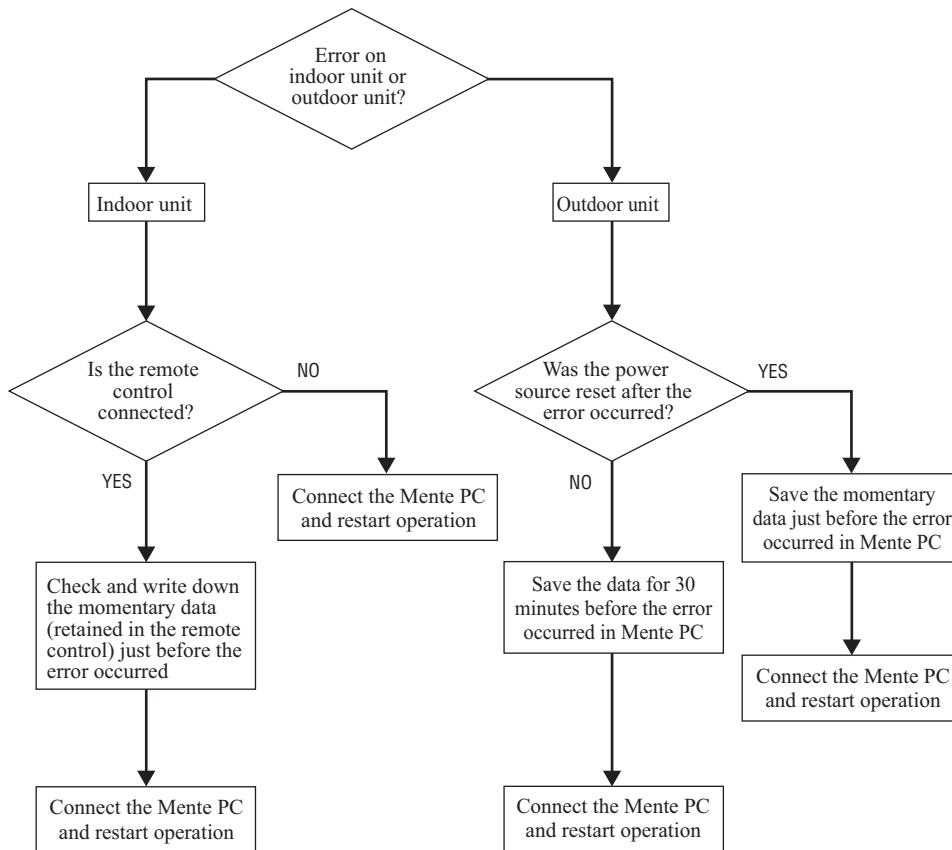 Error on
indoor unit or
outdoor unit?
Indoor unit
Outdoor unit
Is the remote
control
connected?
NO
YES
Connect the Mente PC
and restart operation
Check and write down
the momentary data
(retained in the remote
control) just before the
error occurred
Connect the Mente PC
and restart operation
Was the power
source reset after the
error occurred?
YES
NO
Save the momentary
data just before the error
occurred in Mente PC
Connect the Mente PC
and restart operation
Save the data for 30
minutes before the error
occurred in Mente PC
Connect the Mente PC
and restart operation